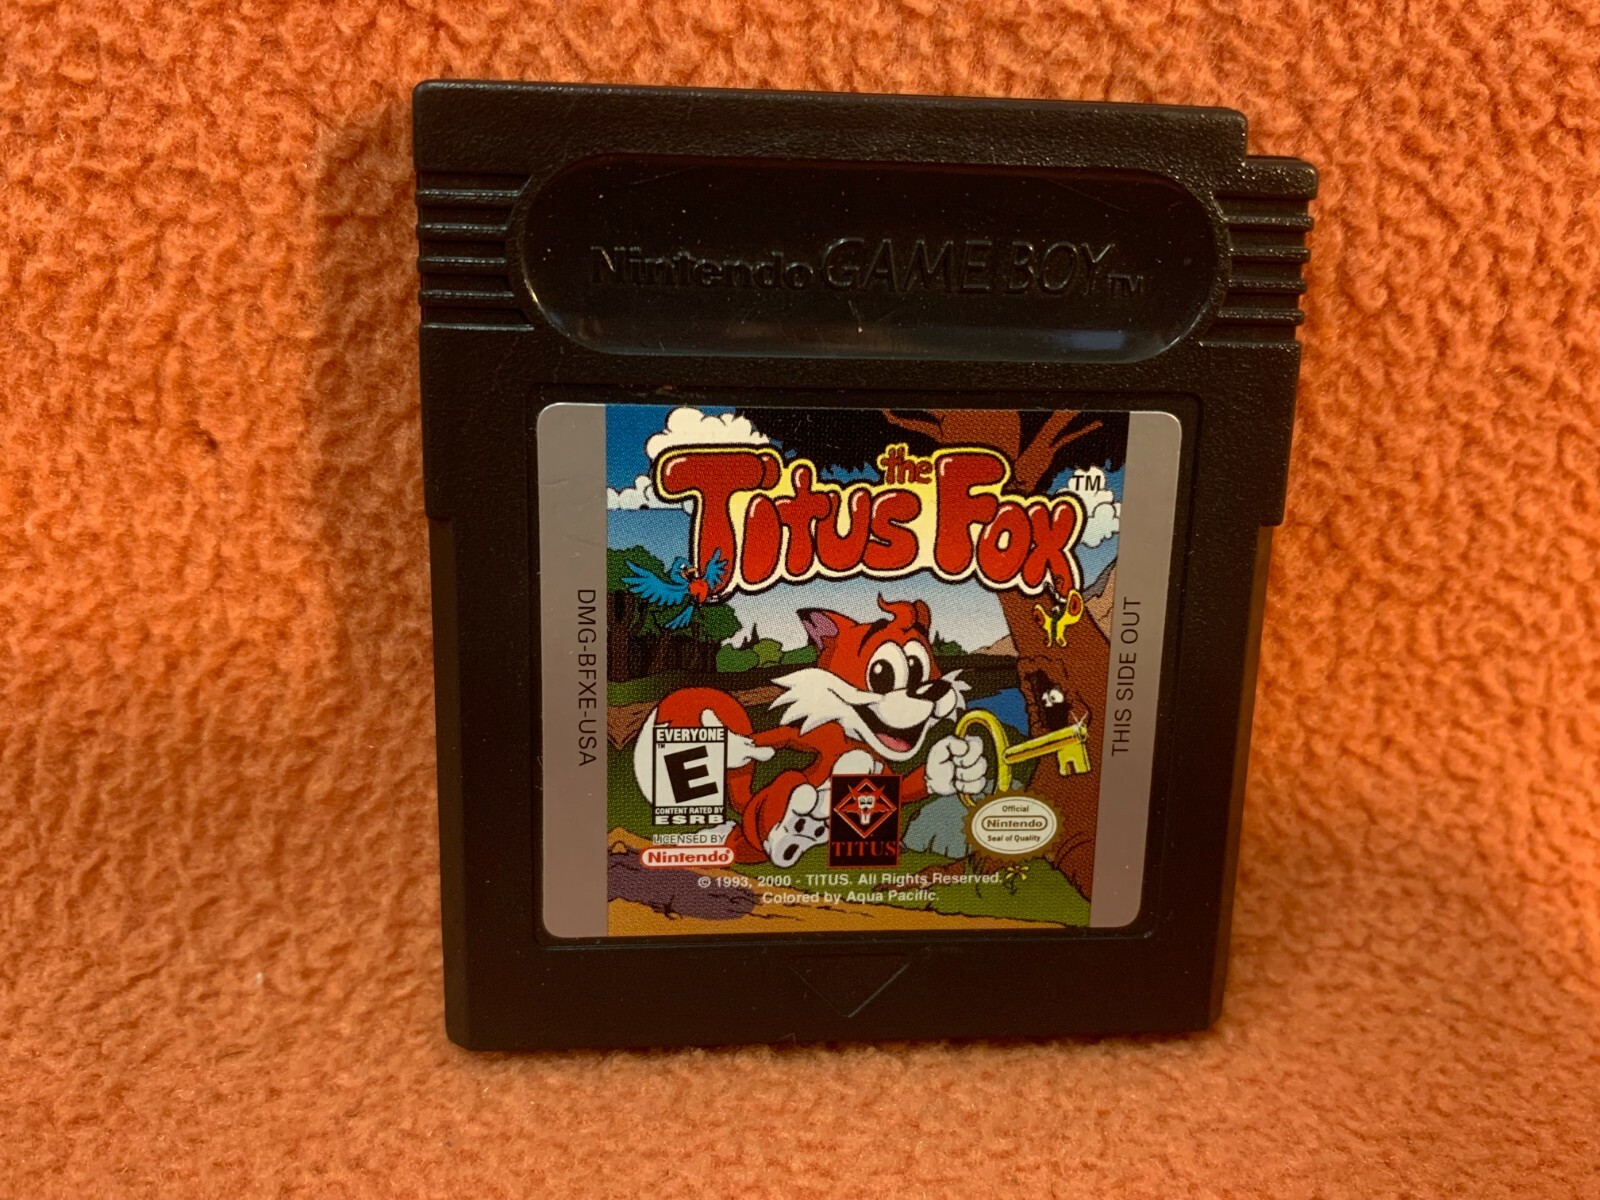 Nintendo GAME BOY™
the
Titus Fox™
DMG-BFXE-USA
THIS SIDE OUT
EVERYONE
™
E
CONTENT RATED BY
ESRB
LICENSED BY
Nintendo®
TITUS
Official
Nintendo
Seal of Quality
© 1993, 2000 - TITUS. All Rights Reserved.
Colored by Aqua Pacific.